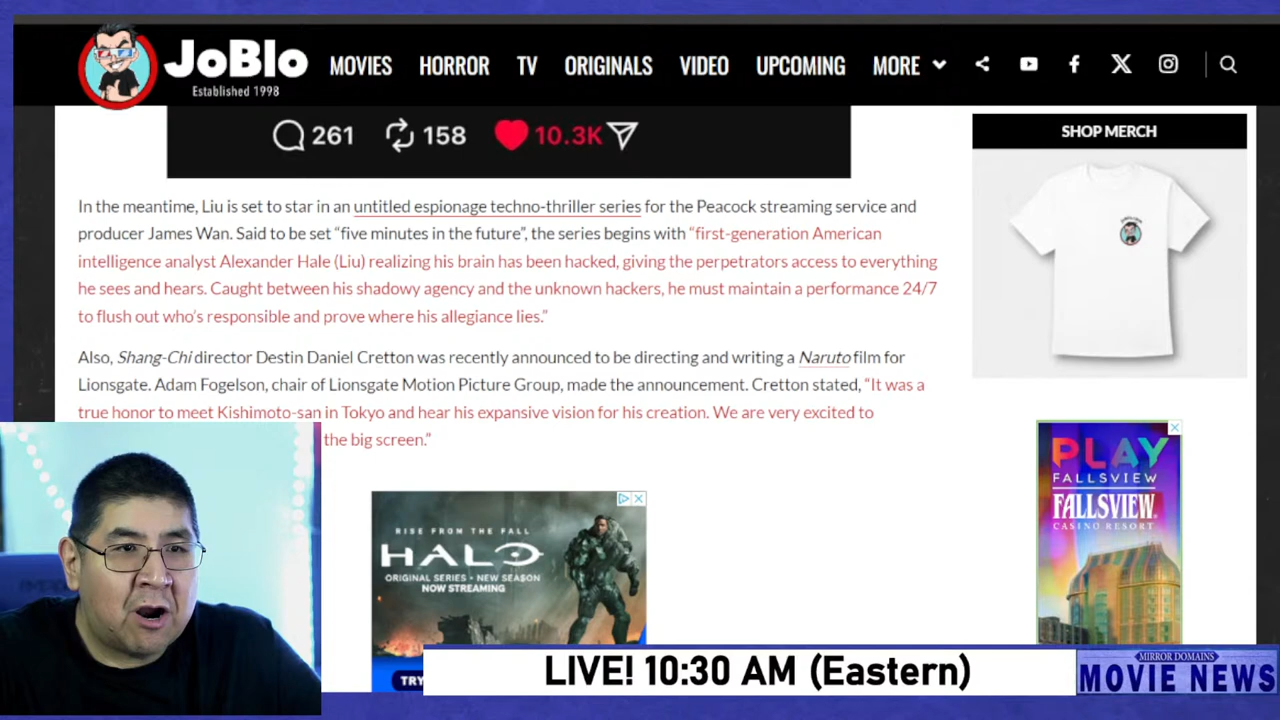 JoBlo
Established 1998
MOVIES HORROR TV ORIGINALS VIDEO UPCOMING MORE
261 158 10.3K
SHOP MERCH
In the meantime, Liu is set to star in an untitled espionage techno-thriller series for the Peacock streaming service and
producer James Wan. Said to be set “five minutes in the future”, the series begins with “first-generation American
intelligence analyst Alexander Hale (Liu) realizing his brain has been hacked, giving the perpetrators access to everything
he sees and hears. Caught between his shadowy agency and the unknown hackers, he must maintain a performance 24/7
to flush out who’s responsible and prove where his allegiance lies.”
Also, Shang-Chi director Destin Daniel Cretton was recently announced to be directing and writing a Naruto film for
Lionsgate. Adam Fogelson, chair of Lionsgate Motion Picture Group, made the announcement. Cretton stated, “It was a
true honor to meet Kishimoto-san in Tokyo and hear his expansive vision for his creation. We are very excited to
the big screen.”
RISE FROM THE FALL
HALO
ORIGINAL SERIES • NEW SEASON
NOW STREAMING
TRY
PLAY
FALLSVIEW
FALLSVIEW
CASINO RESORT
LIVE! 10:30 AM (Eastern)
MIRROR DOMAINS
MOVIE NEWS